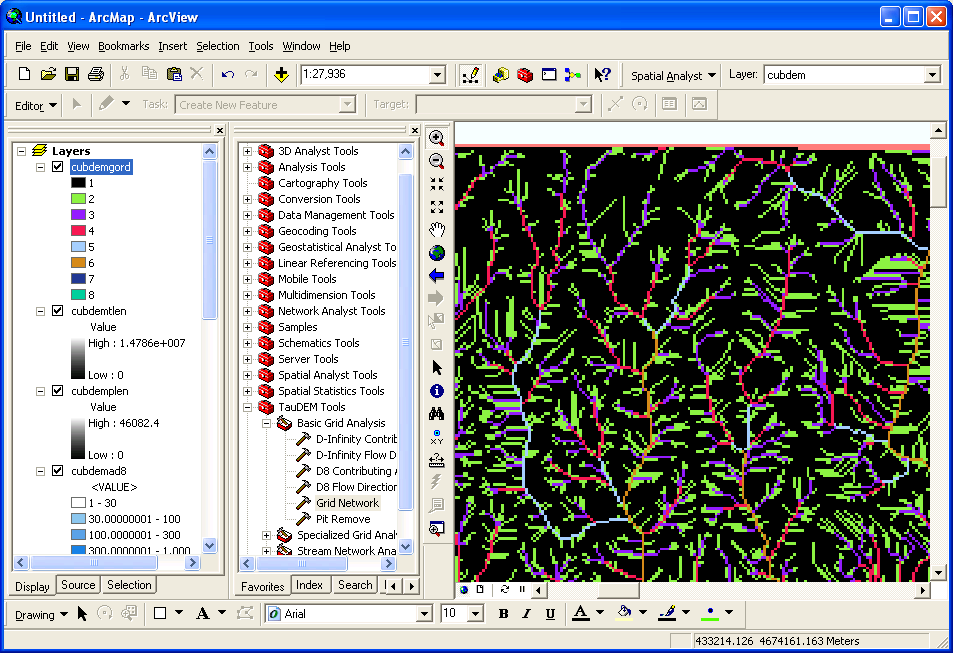 Untitled - ArcMap - ArcView
File Edit View Bookmarks Insert Selection Tools Window Help
1:27,936
Spatial Analyst
Layer: cubdem
Editor
Task: Create New Feature
Target:
Layers
cubdemgord
1
2
3
4
5
6
7
8
cubdemtlen
Value
High : 1.4786e+007
Low : 0
cubdemplen
Value
High : 46082.4
Low : 0
cubdemad8
<VALUE>
1 - 30
30.00000001 - 100
100.0000001 - 300
300.0000001 - 1,000
Display Source Selection
3D Analyst Tools
Analysis Tools
Cartography Tools
Conversion Tools
Data Management Tools
Geocoding Tools
Geostatistical Analyst To
Linear Referencing Tools
Mobile Tools
Multidimension Tools
Network Analyst Tools
Samples
Schematics Tools
Server Tools
Spatial Analyst Tools
Spatial Statistics Tools
TauDEM Tools
Basic Grid Analysis
D-Infinity Contrib
D-Infinity Flow D
D8 Contributing
D8 Flow Direction
Grid Network
Pit Remove
Specialized Grid Anal
Stream Network Ana
Favorites Index Search
Drawing
A
Arial
10
B I U A
433214.126 4674161.163 Meters